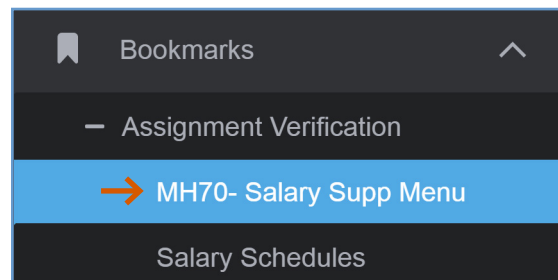 Bookmarks
Assignment Verification
MH70- Salary Supp Menu
Salary Schedules